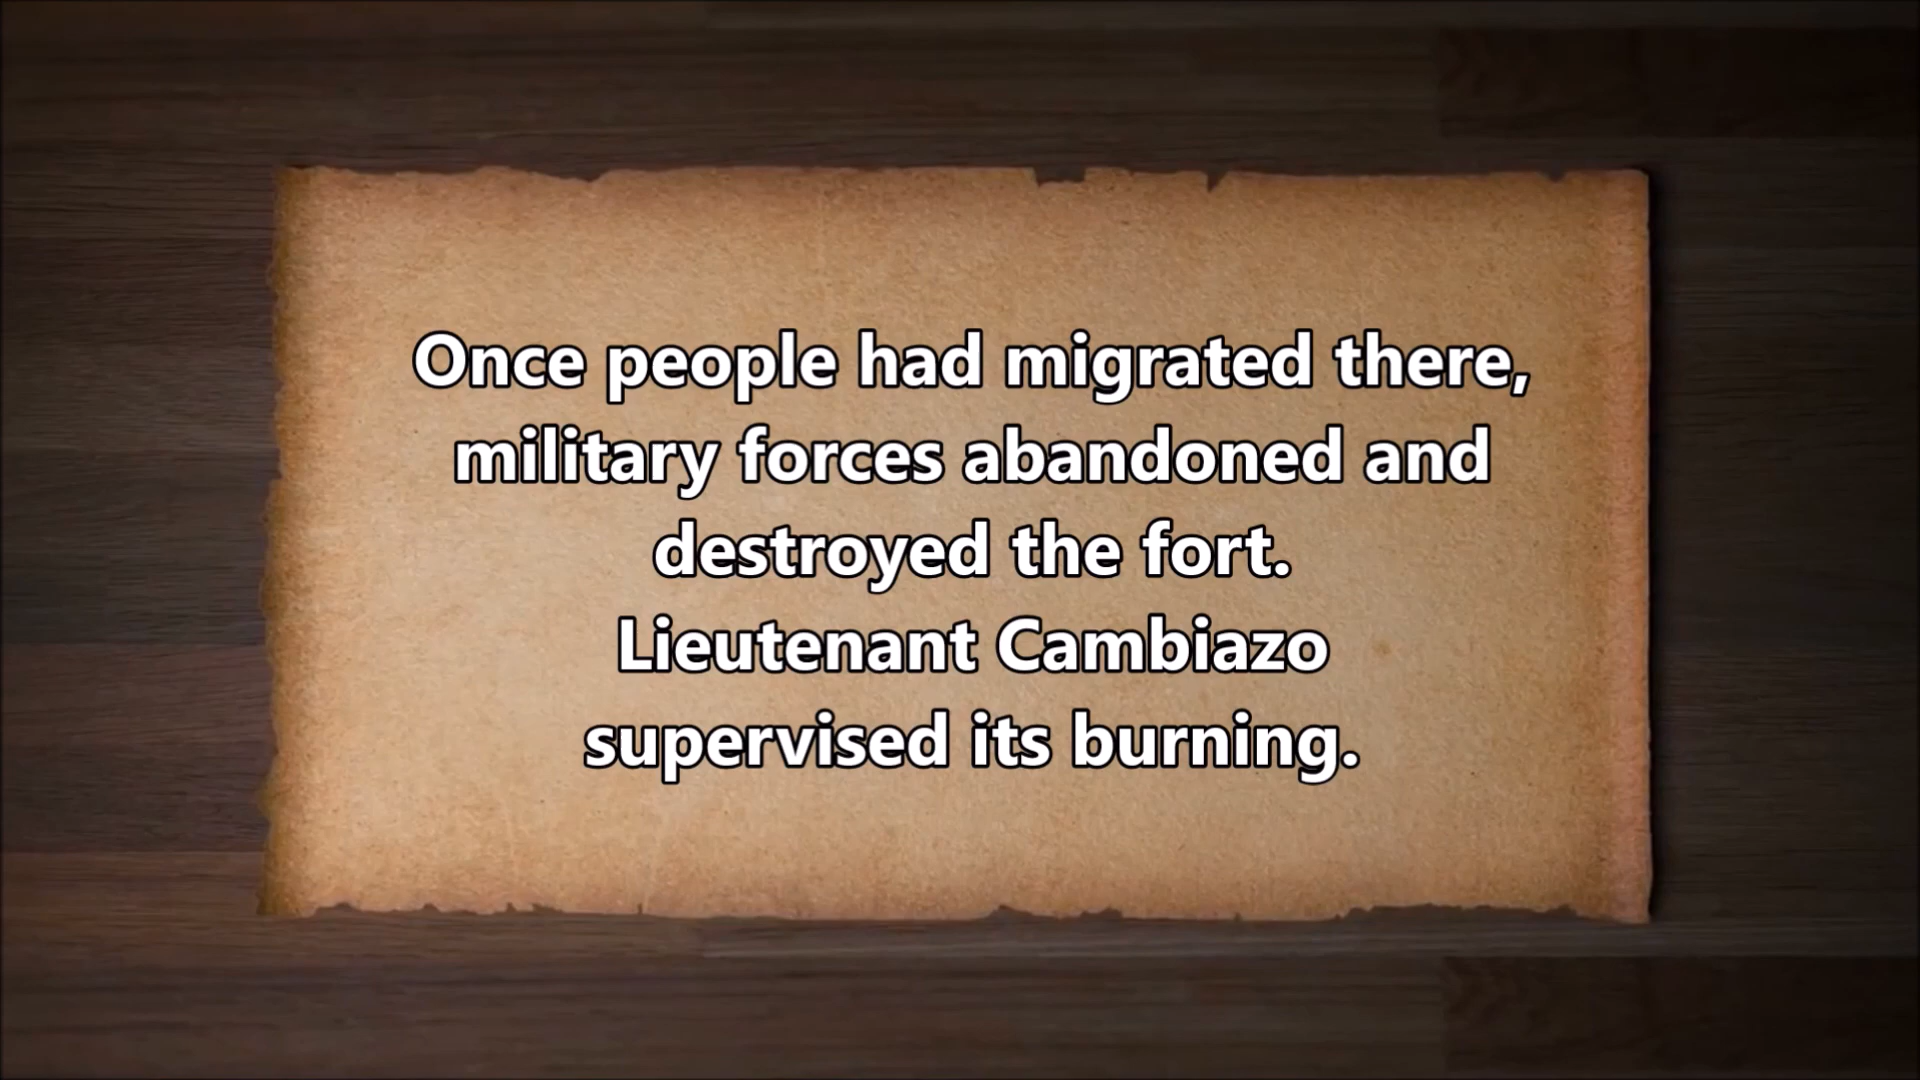 Once people had migrated there,
military forces abandoned and
destroyed the fort.
Lieutenant Cambiazo
supervised its burning.